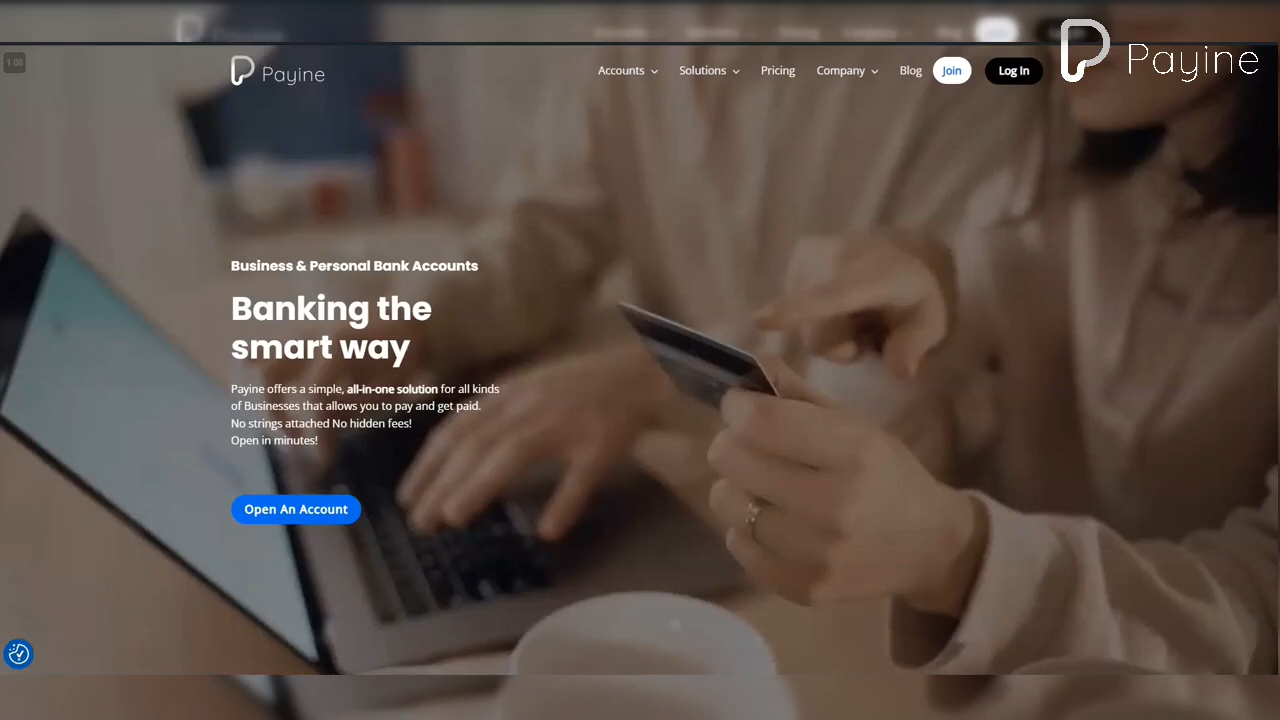 1.00
Payine
Accounts
Solutions
Pricing
Company
Blog
Join
Log In
Payine
Business & Personal Bank Accounts
Banking the
smart way
Payine offers a simple, all-in-one solution for all kinds
of Businesses that allows you to pay and get paid.
No strings attached No hidden fees!
Open in minutes!
Open An Account